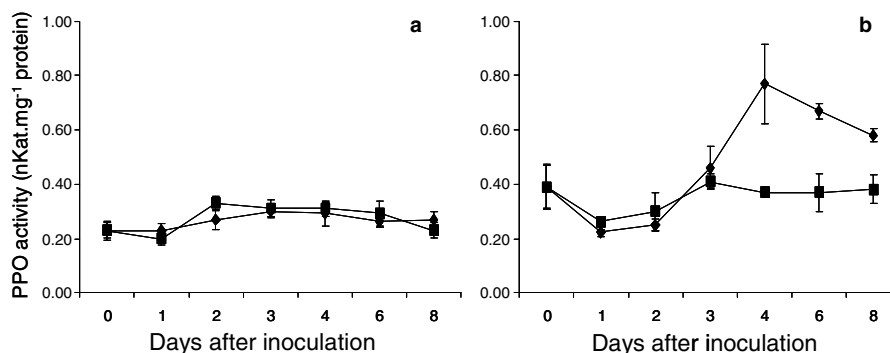 PPO activity (nKat.mg⁻¹ protein)
1.00
0.80
0.60
0.40
0.20
0.00
a
0 1 2 3 4 6 8
Days after inoculation
1.00
0.80
0.60
0.40
0.20
0.00
b
0 1 2 3 4 6 8
Days after inoculation